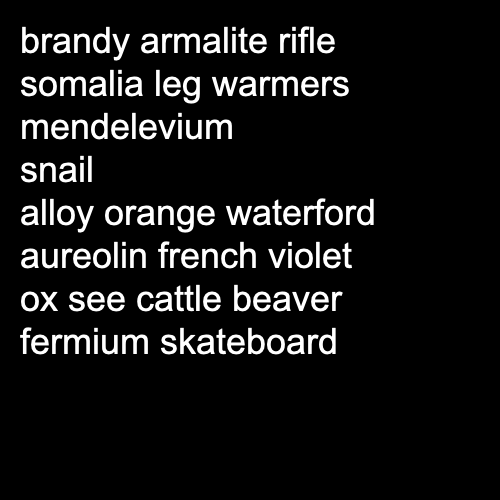 brandy armalite rifle
somalia leg warmers
mendelevium
snail
alloy orange waterford
aureolin french violet
ox see cattle beaver
fermium skateboard